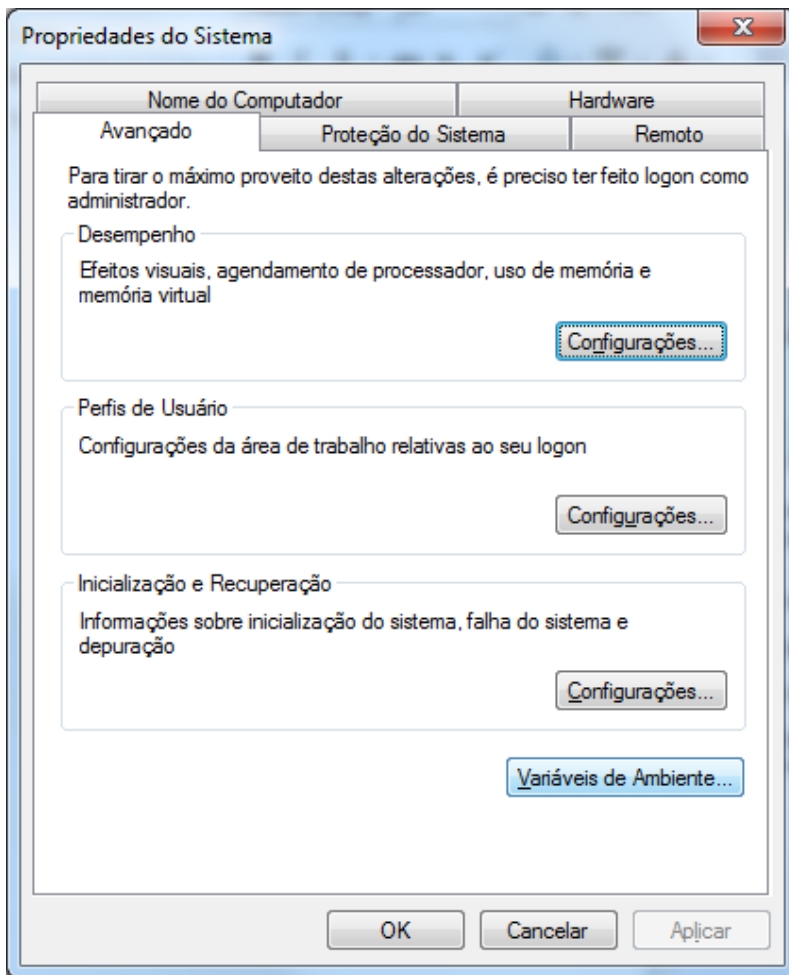 Propriedades do Sistema
Nome do Computador
Hardware
Avançado
Proteção do Sistema
Remoto
Para tirar o máximo proveito destas alterações, é preciso ter feito logon como
administrador.
Desempenho
Efeitos visuais, agendamento de processador, uso de memória e
memória virtual
Configurações...
Perfis de Usuário
Configurações da área de trabalho relativas ao seu logon
Configurações...
Inicialização e Recuperação
Informações sobre inicialização do sistema, falha do sistema e
depuração
Configurações...
Variáveis de Ambiente...
OK
Cancelar
Aplicar